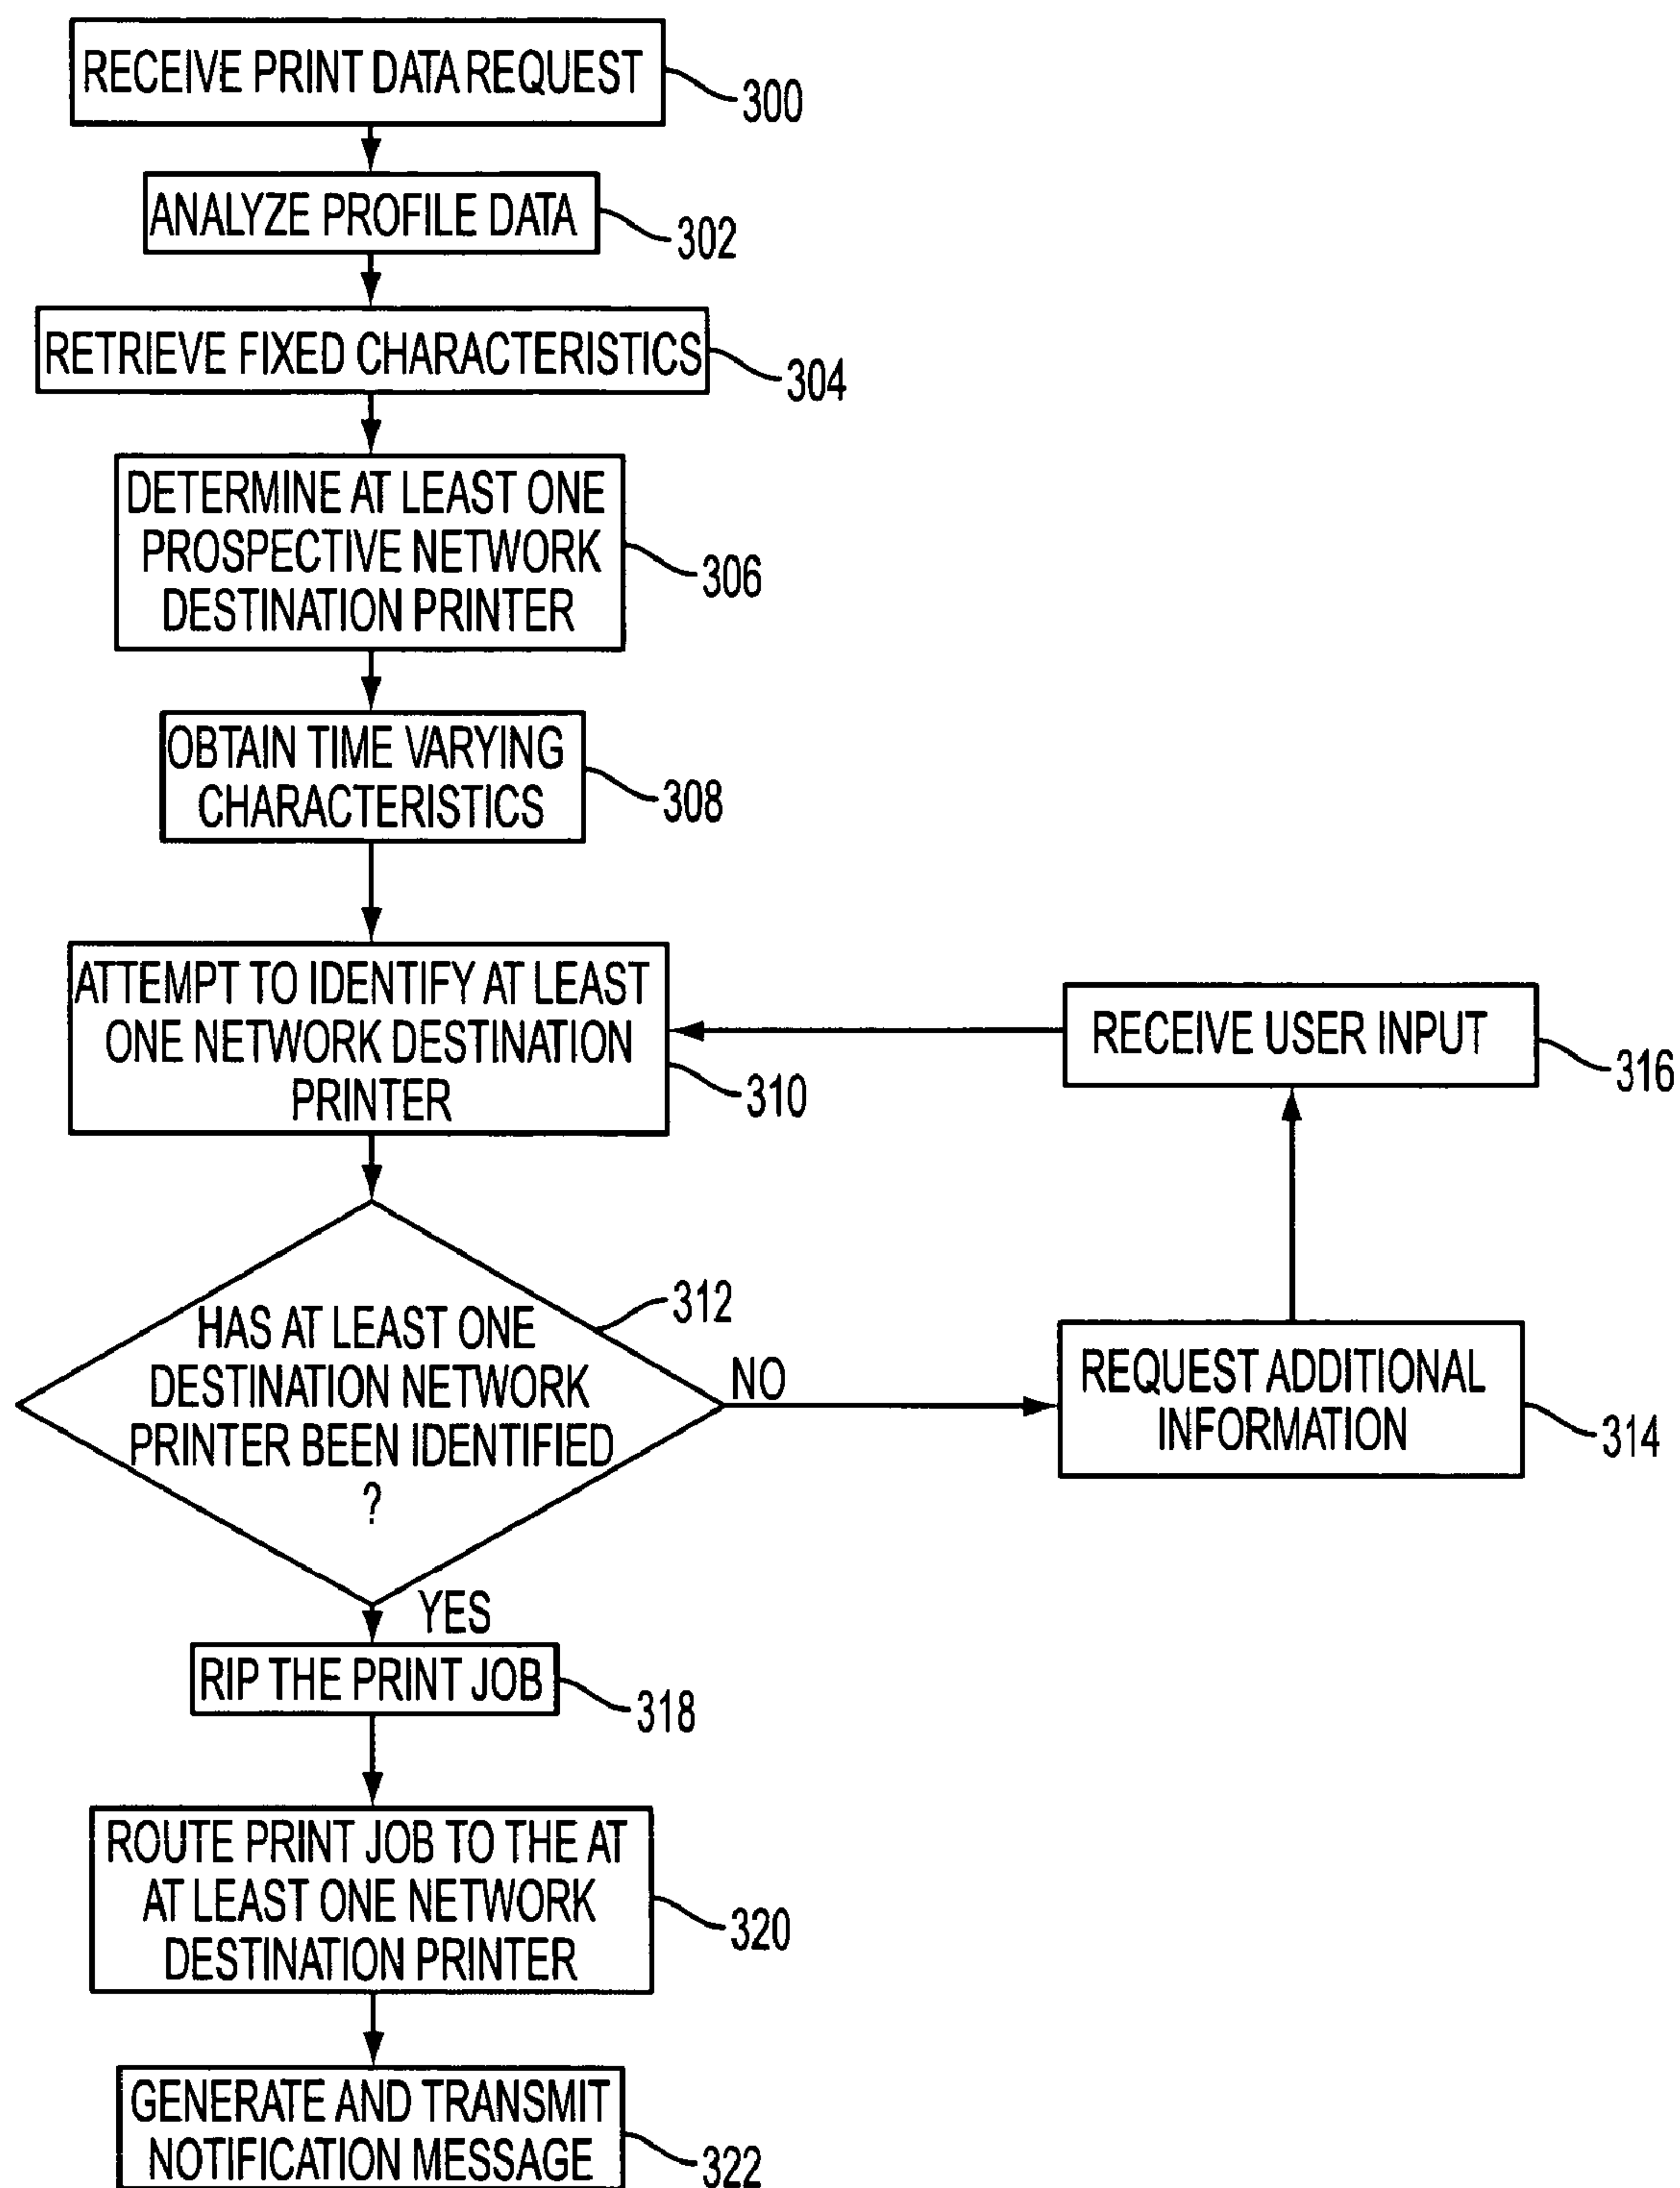 RECEIVE PRINT DATA REQUEST
300
ANALYZE PROFILE DATA
302
RETRIEVE FIXED CHARACTERISTICS
304
DETERMINE AT LEAST ONE
PROSPECTIVE NETWORK
DESTINATION PRINTER
306
OBTAIN TIME VARYING
CHARACTERISTICS
308
ATTEMPT TO IDENTIFY AT LEAST
ONE NETWORK DESTINATION
PRINTER
310
RECEIVE USER INPUT
316
HAS AT LEAST ONE
DESTINATION NETWORK
PRINTER BEEN IDENTIFIED
?
312
NO
REQUEST ADDITIONAL
INFORMATION
314
YES
RIP THE PRINT JOB
318
ROUTE PRINT JOB TO THE AT
AT LEAST ONE NETWORK
DESTINATION PRINTER
320
GENERATE AND TRANSMIT
NOTIFICATION MESSAGE
322